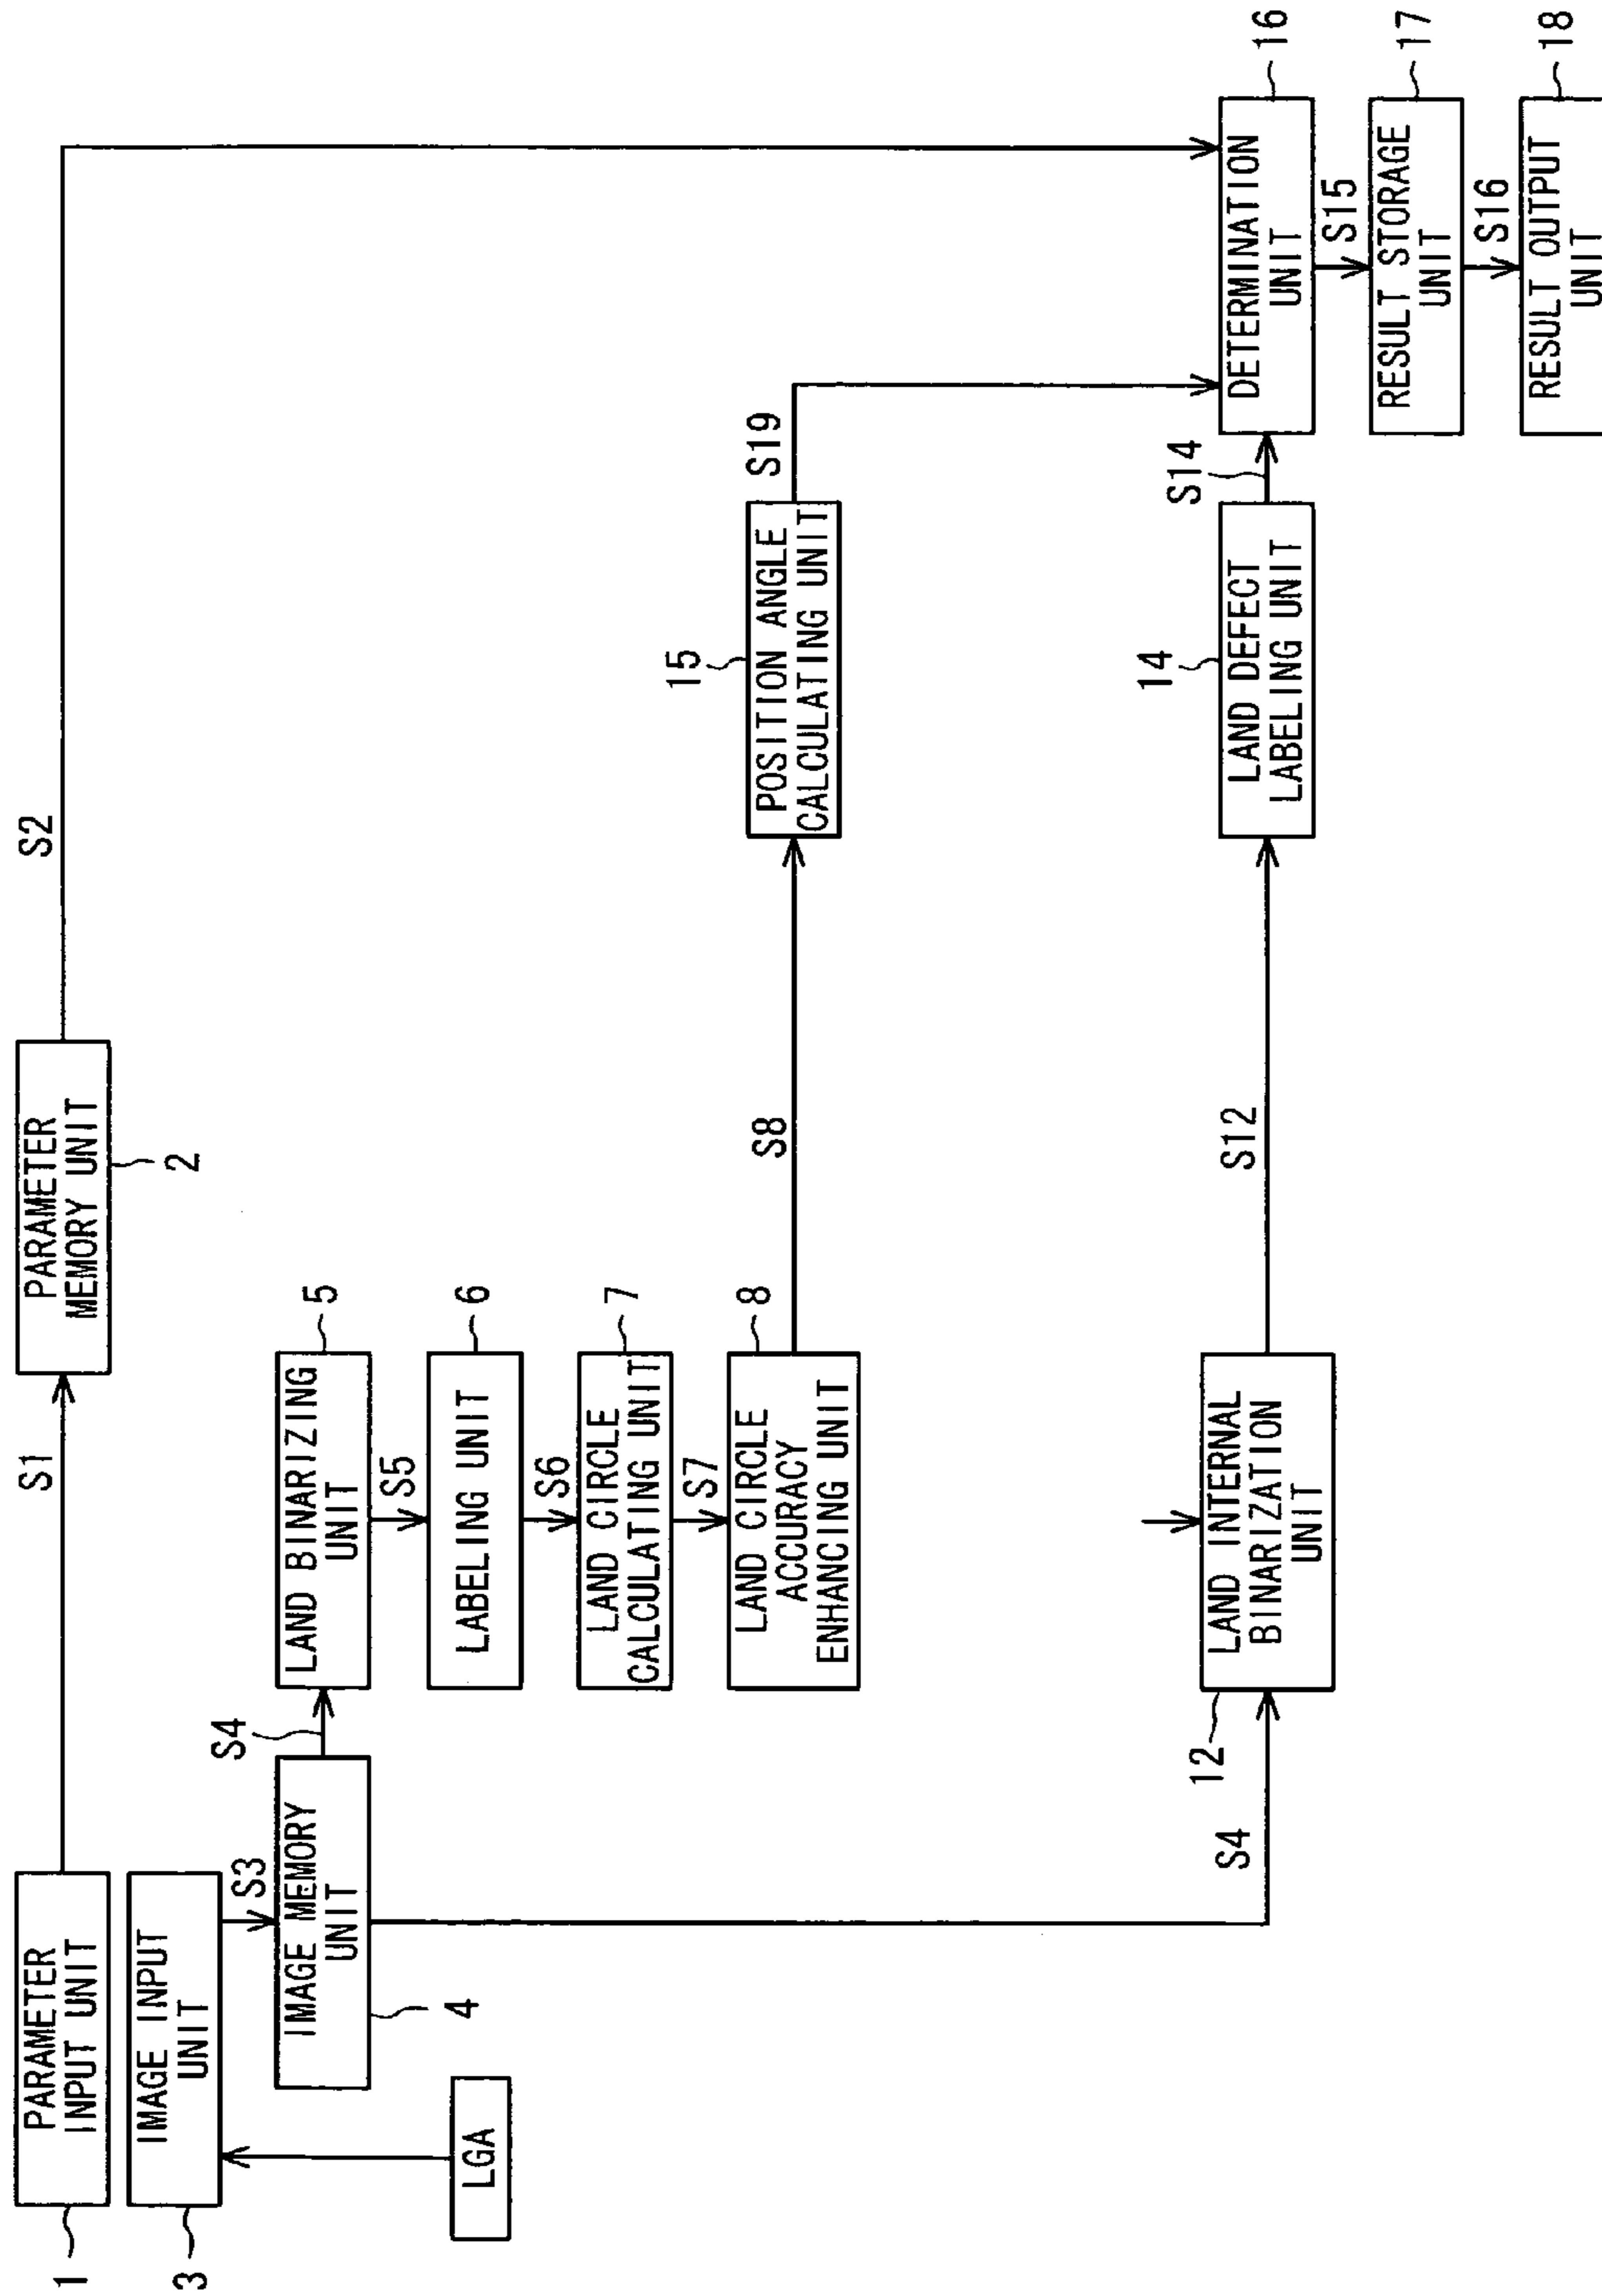 1
PARAMETER
INPUT UNIT
S1
PARAMETER
MEMORY UNIT
2
S2
3
IMAGE INPUT
UNIT
S3
LGA
IMAGE MEMORY
UNIT
4
S4
LAND BINARIZING
UNIT
5
S5
LABELING UNIT
6
S6
LAND CIRCLE
CALCULATING UNIT
7
S7
LAND CIRCLE
ACCURACY
ENHANCING UNIT
8
S8
15
POSITION ANGLE
CALCULATING UNIT
S19
S4
12
LAND INTERNAL
BINARIZATION
UNIT
S12
14
LAND DEFECT
LABELING UNIT
S14
DETERMINATION
UNIT
16
S15
RESULT STORAGE
UNIT
17
S16
RESULT OUTPUT
UNIT
18